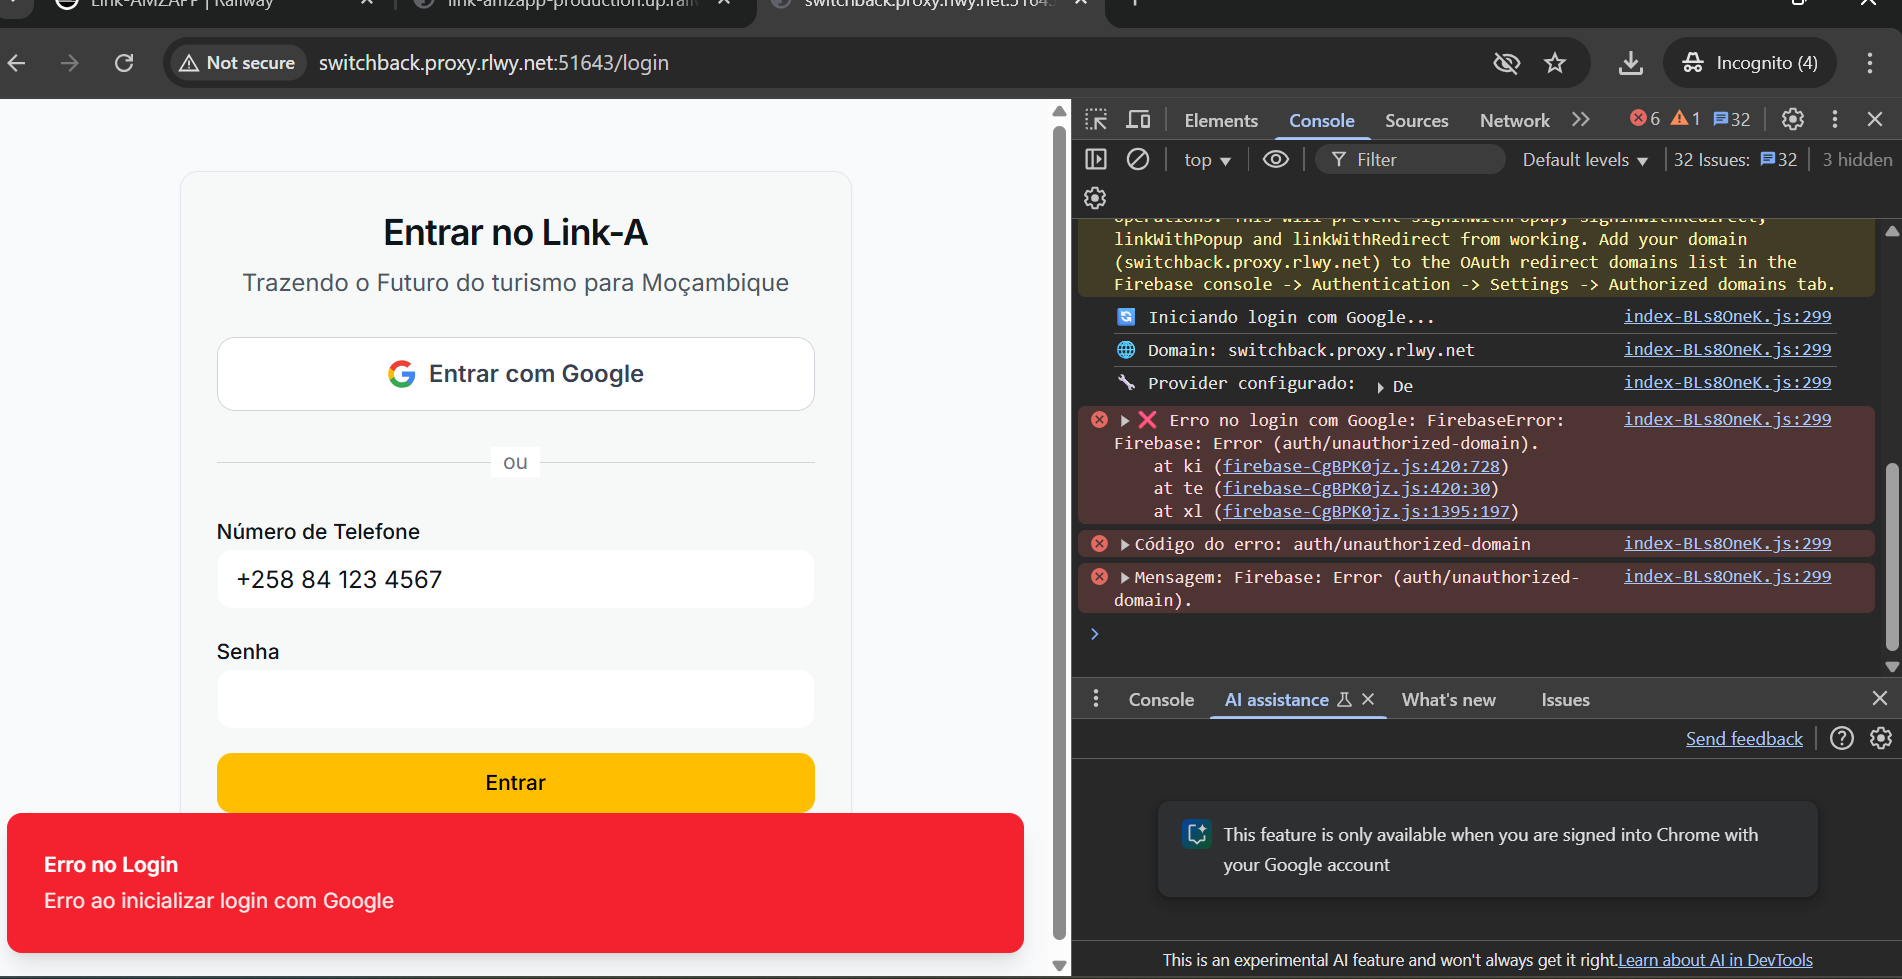 Link-AMZAPP | Railway
link-amzapp-production.up.rail
switchback.proxy.rlwy.net:5164
Not secure
switchback.proxy.rlwy.net:51643/login
Incognito (4)
Entrar no Link-A
Trazendo o Futuro do turismo para Moçambique
Entrar com Google
ou
Número de Telefone
+258 84 123 4567
Senha
Entrar
Erro no Login
Erro ao inicializar login com Google
Elements Console Sources Network 6 1 32
top Filter Default levels 32 Issues: 32 3 hidden
operations. This will prevent signInWithPopup, signInWithRedirect,
linkWithPopup and linkWithRedirect from working. Add your domain
(switchback.proxy.rlwy.net) to the OAuth redirect domains list in the
Firebase console -> Authentication -> Settings -> Authorized domains tab.
Iniciando login com Google... index-BLs8OneK.js:299
Domain: switchback.proxy.rlwy.net index-BLs8OneK.js:299
Provider configurado: De index-BLs8OneK.js:299
Erro no login com Google: FirebaseError: index-BLs8OneK.js:299
Firebase: Error (auth/unauthorized-domain).
at ki (firebase-CgBPK0jz.js:420:728)
at te (firebase-CgBPK0jz.js:420:30)
at xl (firebase-CgBPK0jz.js:1395:197)
Código do erro: auth/unauthorized-domain index-BLs8OneK.js:299
Mensagem: Firebase: Error (auth/unauthorized- index-BLs8OneK.js:299
domain).
Console AI assistance What's new Issues
Send feedback
This feature is only available when you are signed into Chrome with
your Google account
This is an experimental AI feature and won't always get it right.Learn about AI in DevTools